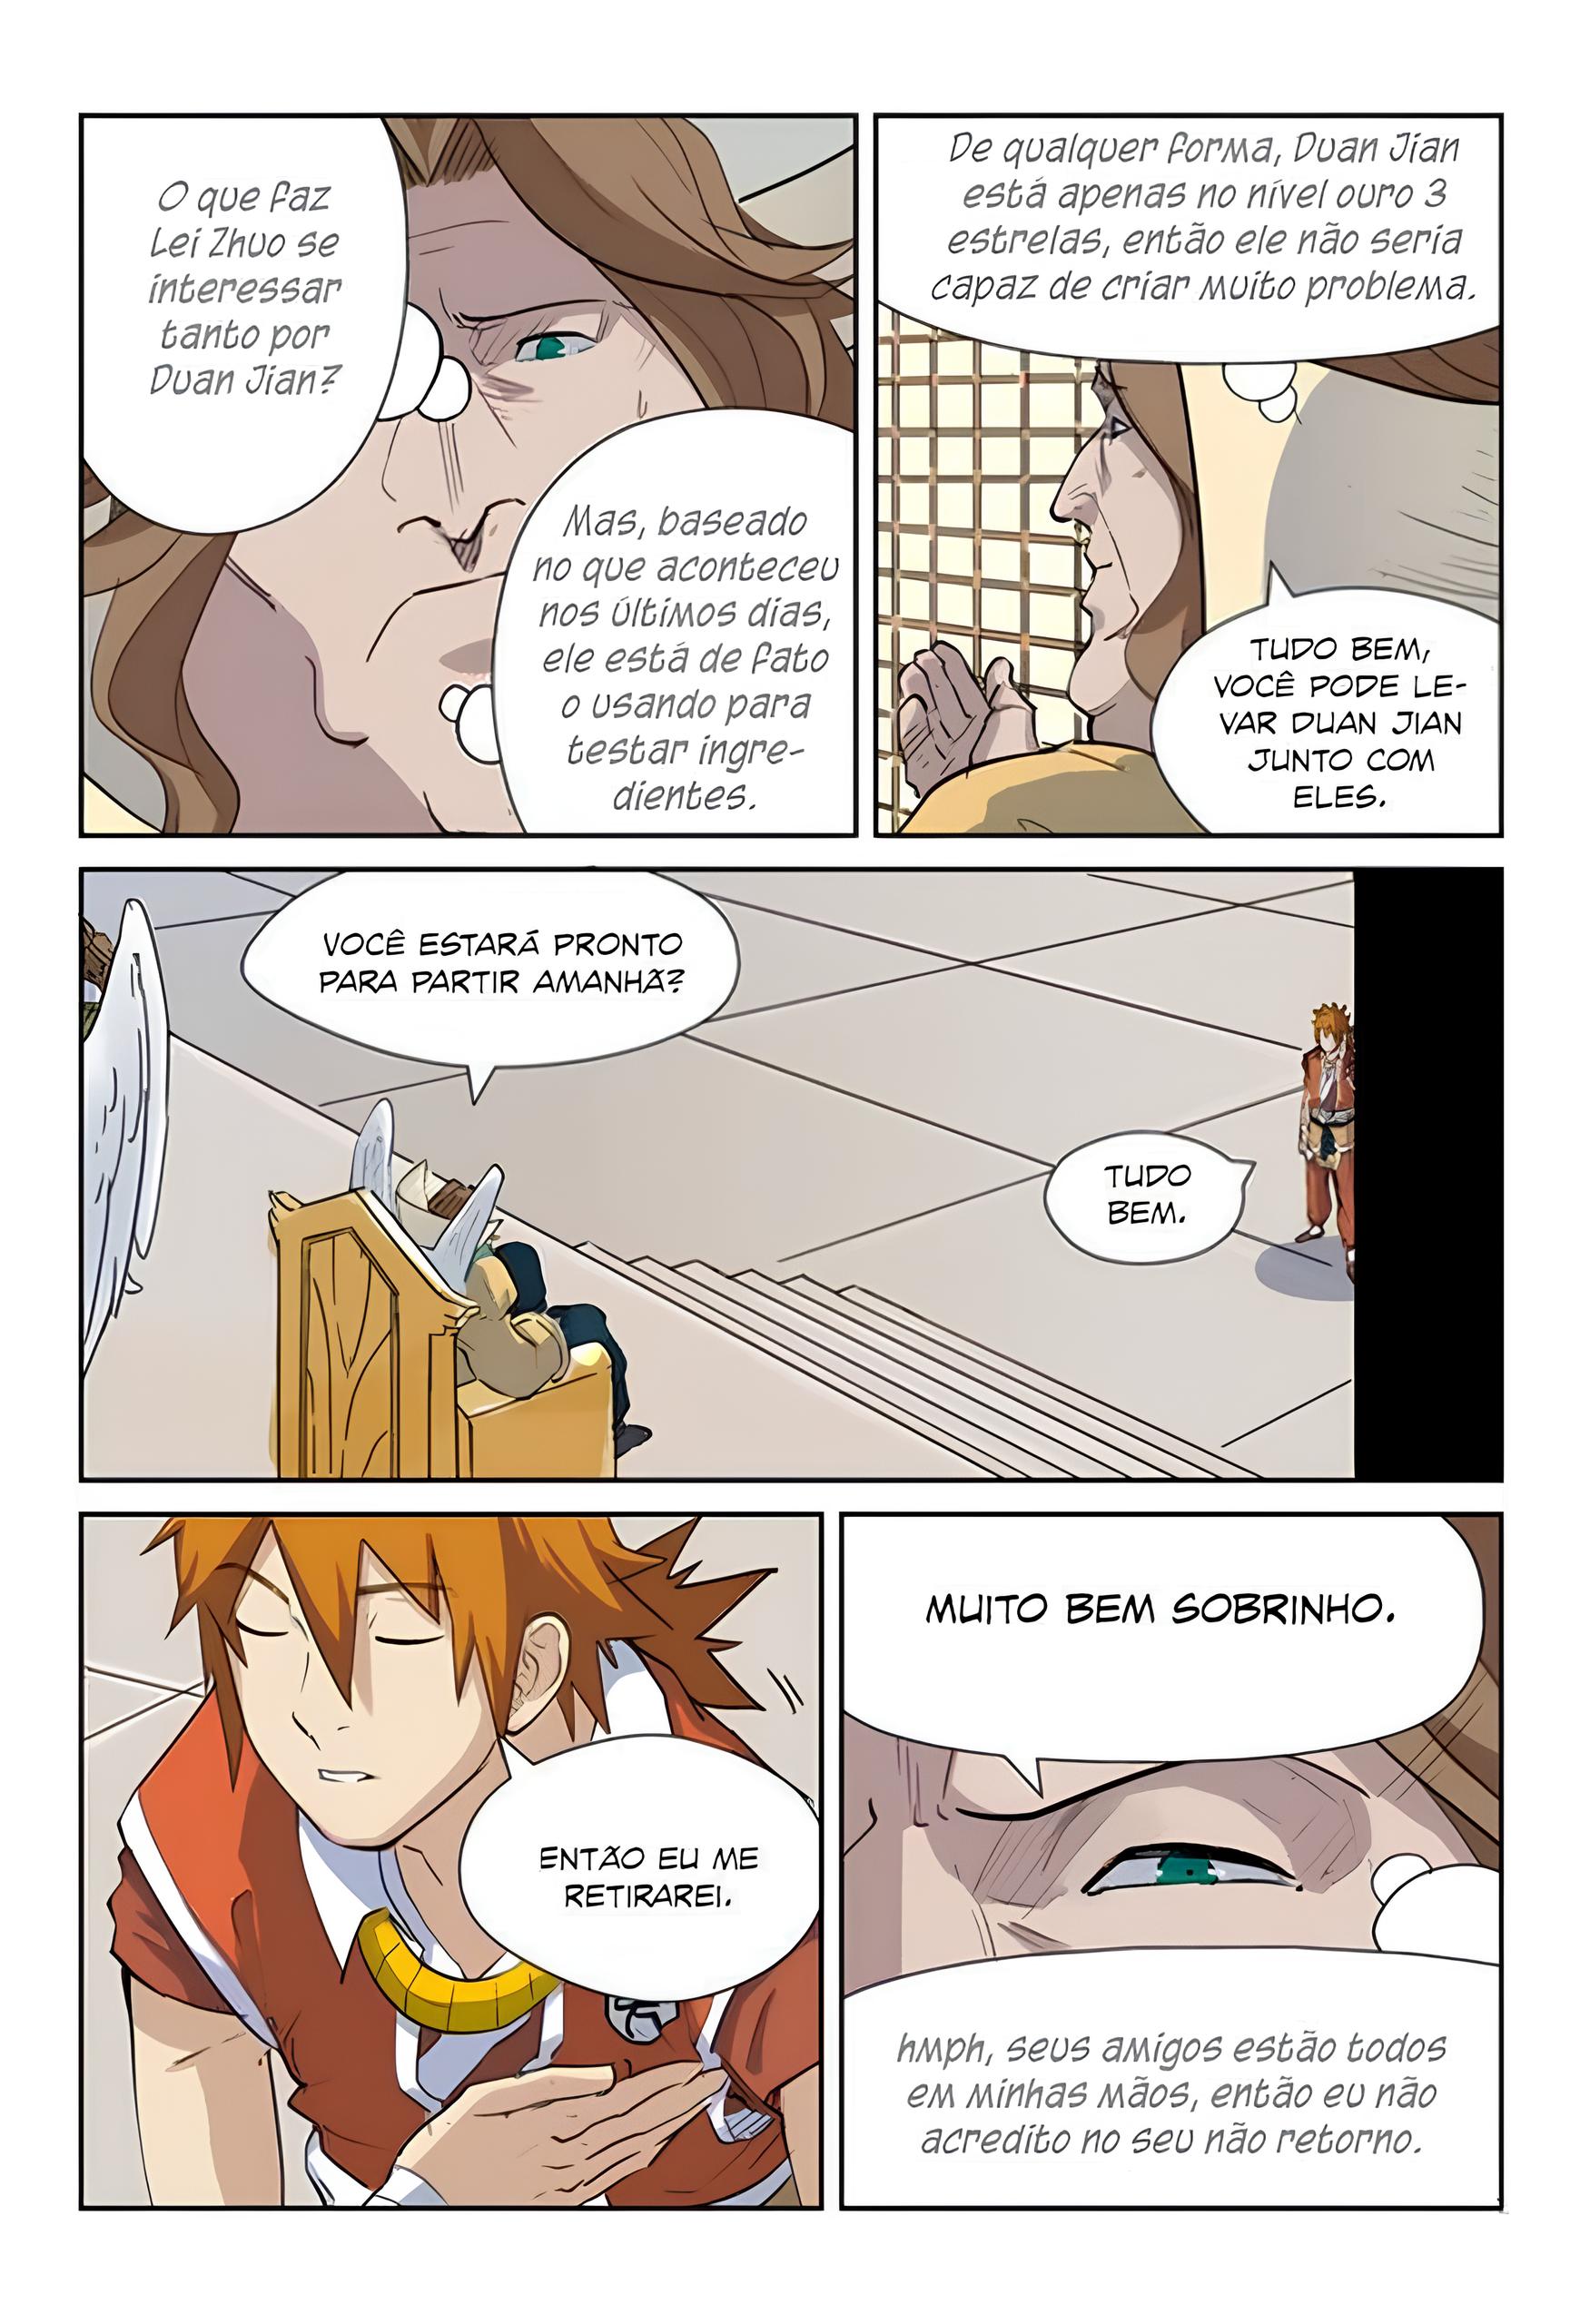 O que faz
Lei Zhuo se
interessar
tanto por
Duan Jian?
Mas, baseado
no que aconteceu
nos últimos dias,
ele está de fato
o usando para
testar ingre-
dientes.
De qualquer forma, Duan Jian
está apenas no nível ouro 3
estrelas, então ele não seria
capaz de criar muito problema.
TUDO BEM,
VOCÊ PODE LE-
VAR DUAN JIAN
JUNTO COM
ELES.
VOCÊ ESTARÁ PRONTO
PARA PARTIR AMANHÃ?
TUDO
BEM.
ENTÃO EU ME
RETIRAREI.
MUITO BEM SOBRINHO.
hmph, seus amigos estão todos
em minhas mãos, então eu não
acredito no seu não retorno.